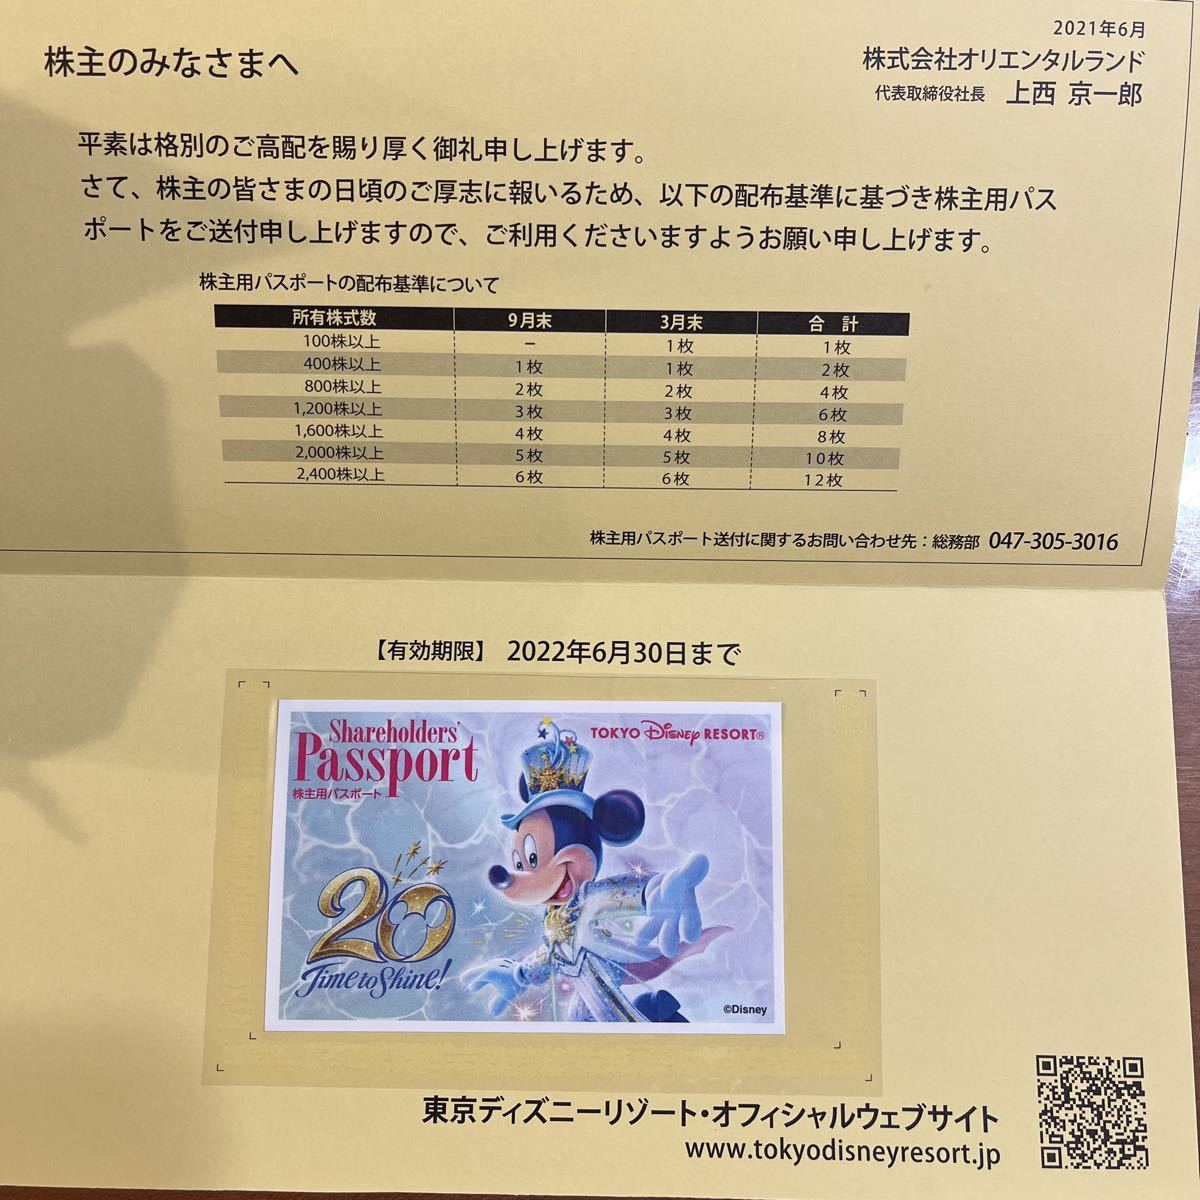 2021年6月
株主のみなさまへ
株式会社オリエンタルランド
代表取締役社長 上西 京一郎
平素は格別のご高配を賜り厚く御礼申し上げます。
さて、株主の皆さまの日頃のご厚志に報いるため、以下の配布基準に基づき株主用パス
ポートをご送付申し上げますので、ご利用くださいますようお願い申し上げます。
株主用パスポートの配布基準について
所有株式数 9月末 3月末 合 計
100株以上 − 1枚 1枚
400株以上 1枚 1枚 2枚
800株以上 2枚 2枚 4枚
1,200株以上 3枚 3枚 6枚
1,600株以上 4枚 4枚 8枚
2,000株以上 5枚 5枚 10枚
2,400株以上 6枚 6枚 12枚
株主用パスポート送付に関するお問い合わせ先：総務部 047-305-3016
【有効期限】 2022年6月30日まで
Shareholders'
Passport
株主用パスポート
TOKYO Disney RESORT®
20
Time to Shine!
©Disney
東京ディズニーリゾート・オフィシャルウェブサイト
www.tokyodisneyresort.jp